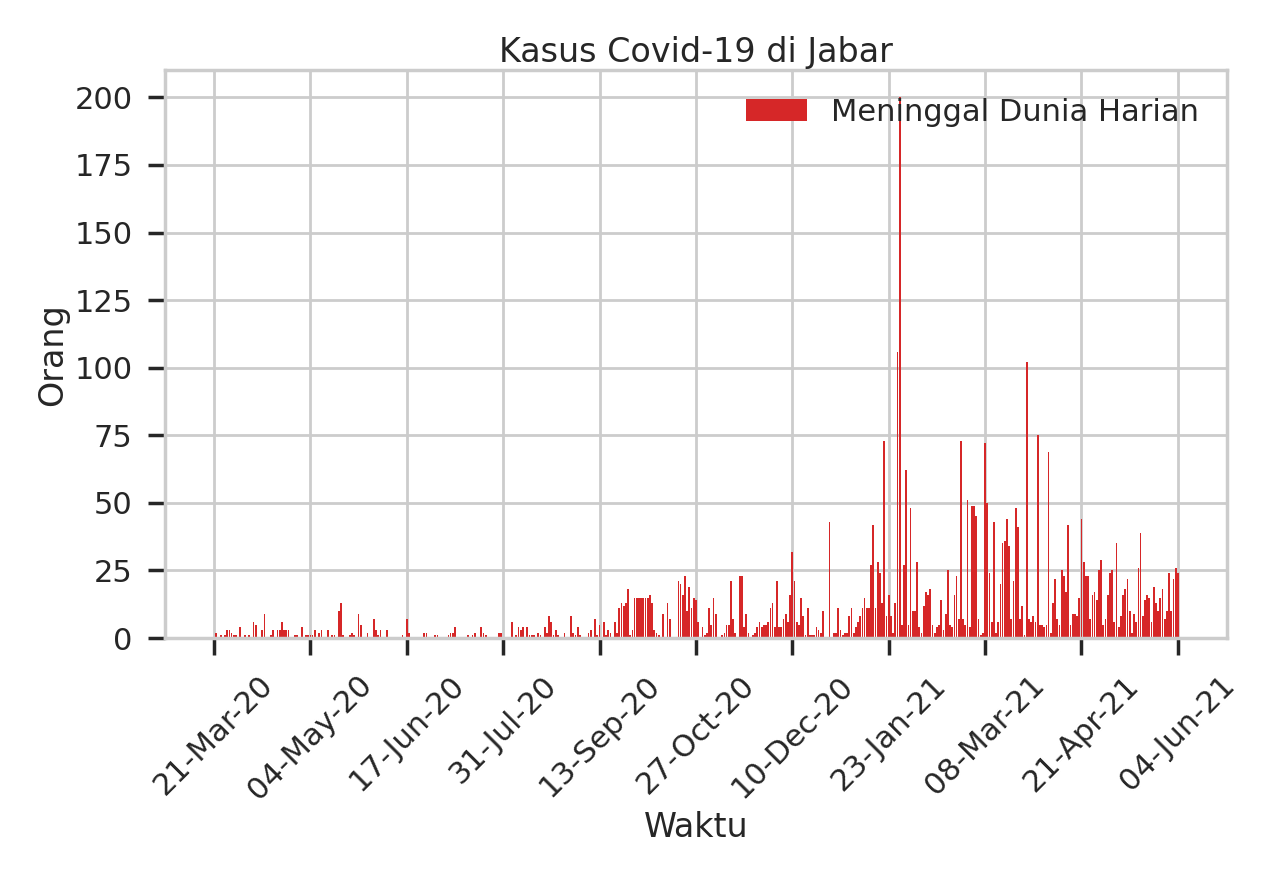 Kasus Covid-19 di Jabar
Meninggal Dunia Harian
Orang
200
175
150
125
100
75
50
25
0
21-Mar-20
04-May-20
17-Jun-20
31-Jul-20
13-Sep-20
27-Oct-20
10-Dec-20
23-Jan-21
08-Mar-21
21-Apr-21
04-Jun-21
Waktu